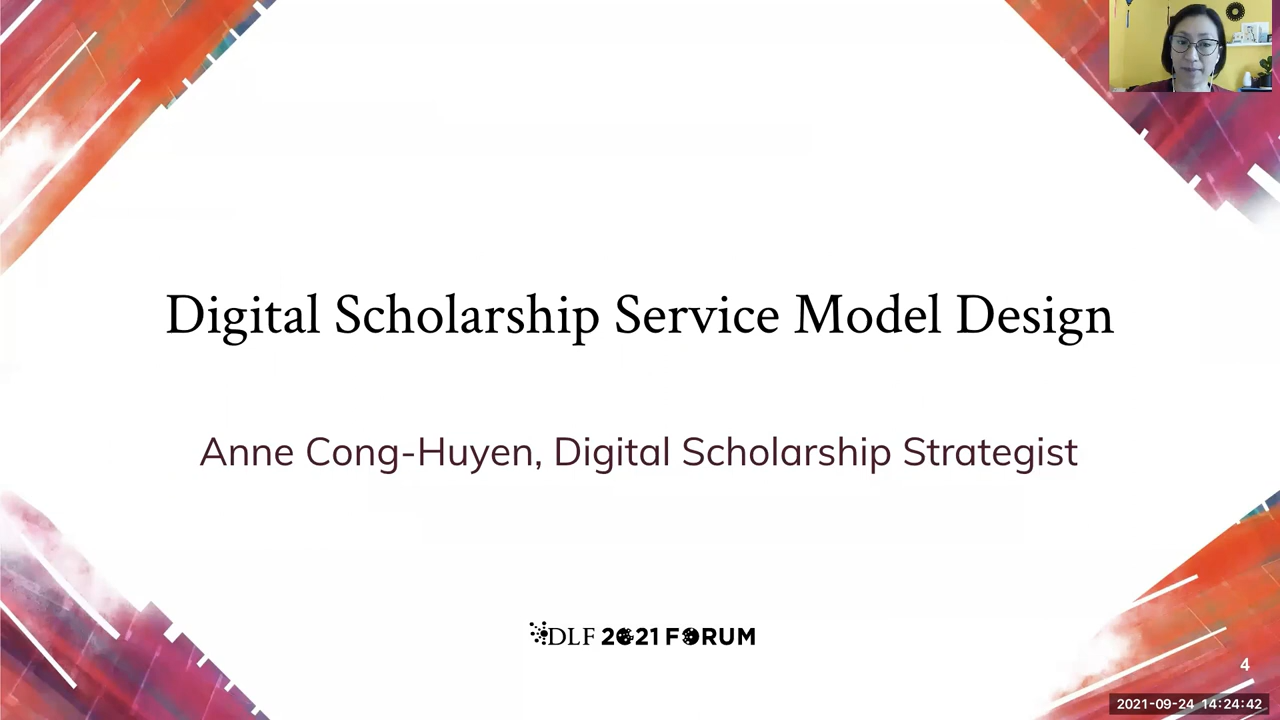 Digital Scholarship Service Model Design
Anne Cong-Huyen, Digital Scholarship Strategist
DLF 2021 FORUM
4
2021-09-24 14:24:42